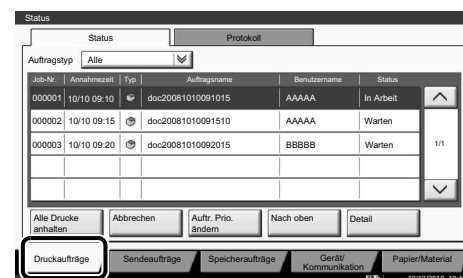 Status
Status Protokoll
Auftragstyp Alle
Job-Nr. Annahmezeit Typ Auftragsname Benutzername Status
000001 10/10 09:10 doc20081010091015 AAAAA In Arbeit
000002 10/10 09:15 doc20081010091510 AAAAA Warten
000003 10/10 09:20 doc20081010092015 BBBBB Warten
1/1
Alle Drucke anhalten Abbrechen Auftr. Prio. ändern Nach oben Detail
Druckaufträge Sendeaufträge Speicheraufträge Gerät/ Kommunikation Papier/Material